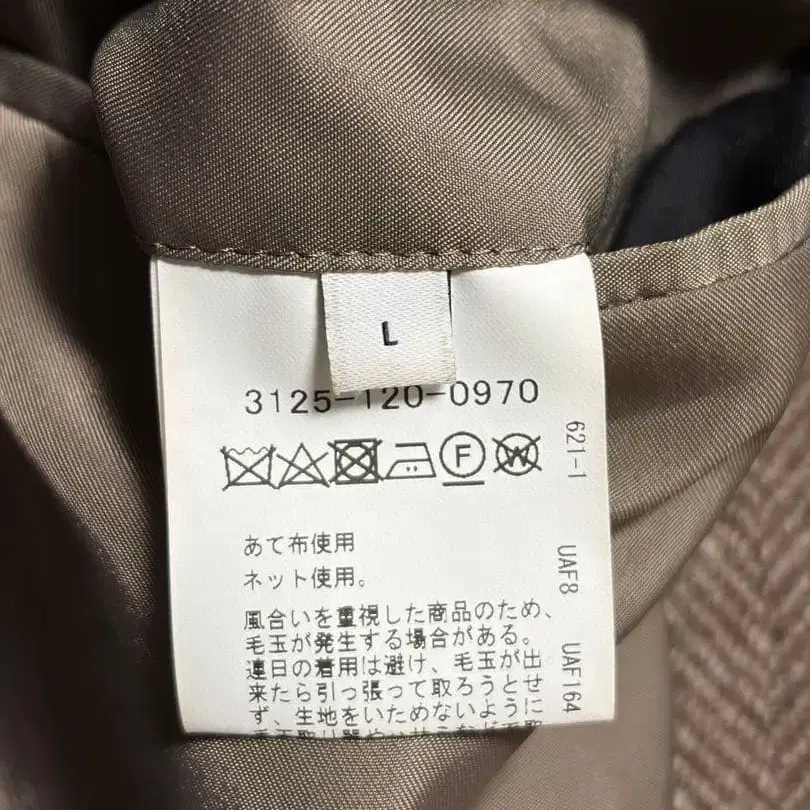 L
3125-120-0970
621-1
F
W
あて布使用
ネット使用。
UAF8
風合いを重視した商品のため、
毛玉が発生する場合がある。
連日の着用は避け、毛玉が出
来たら引っ張って取ろうとせ
ず、生地をいためないように
UAF164